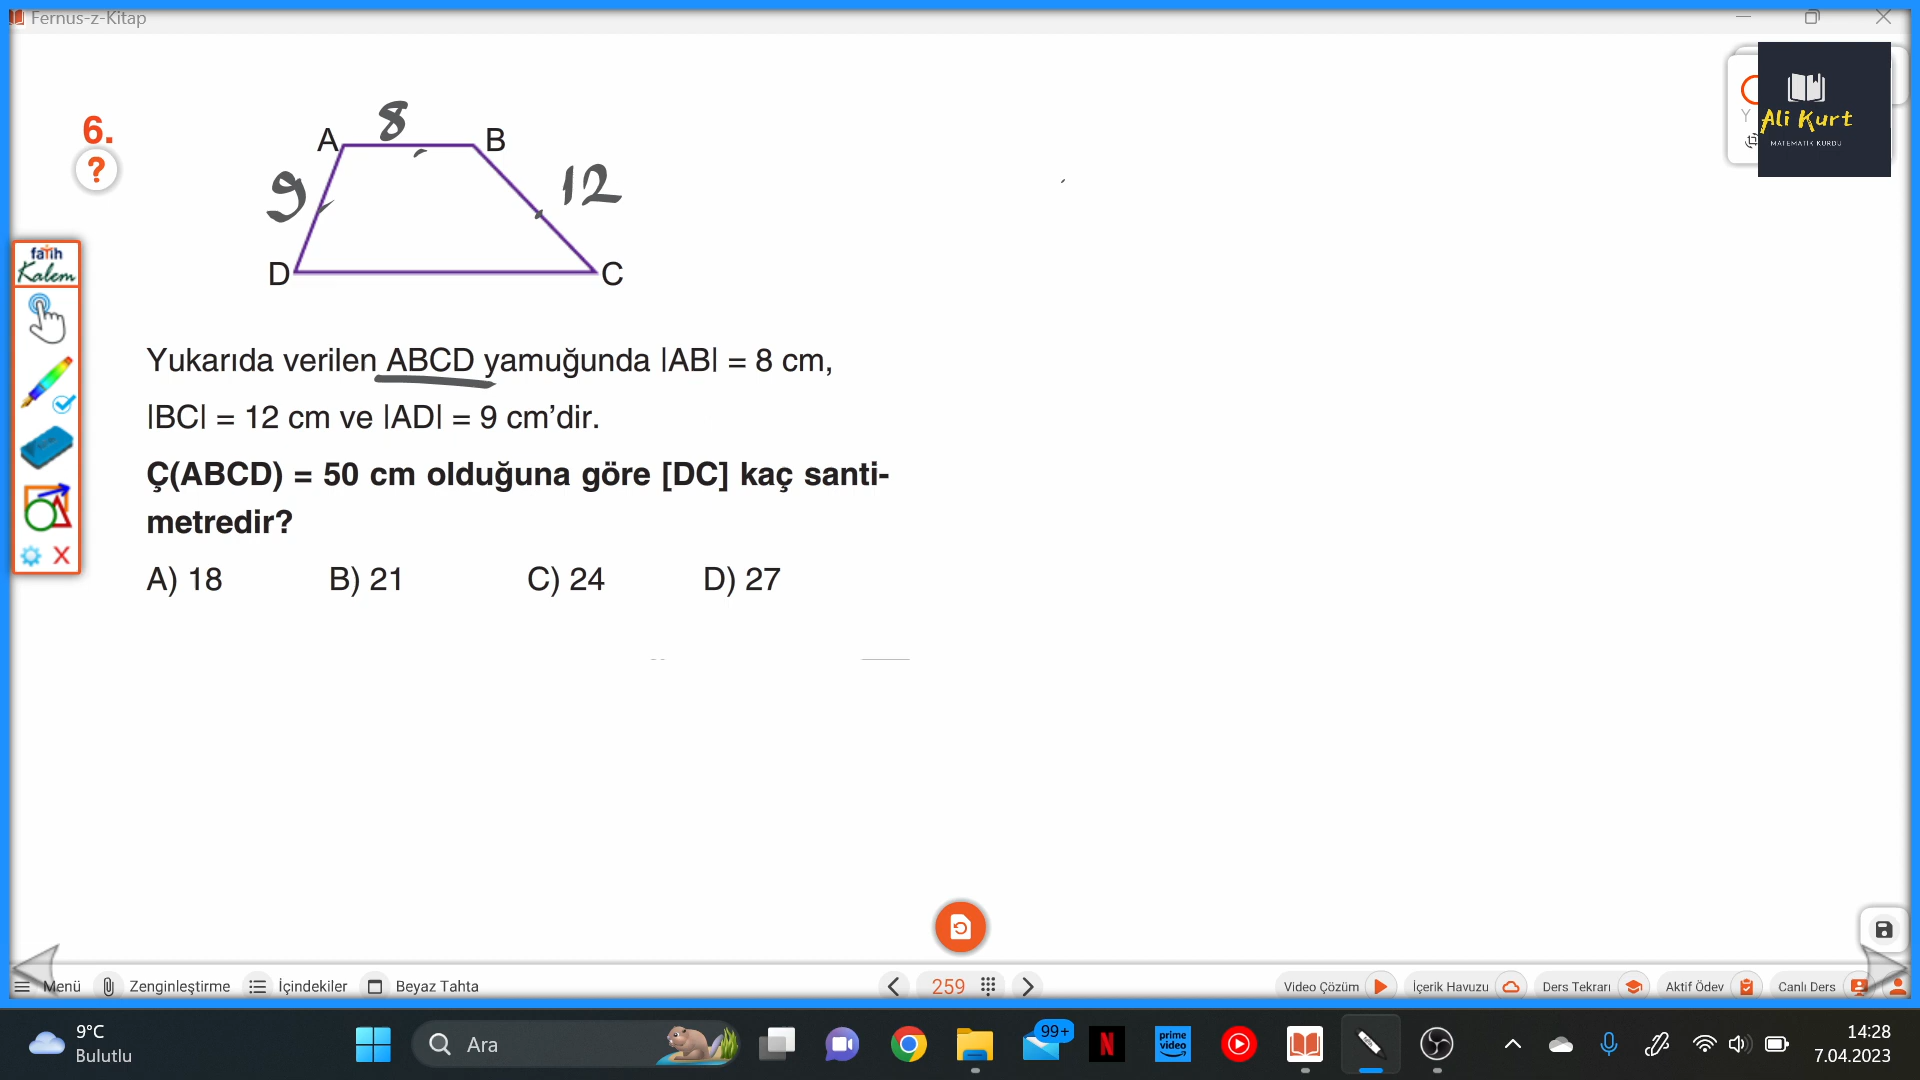 Fernus-z-Kitap
Ali Kurt
MATEMATİK KURDU
Y
6.
?
8
A
B
9
12
D
C
fatih
Kalem
Yukarıda verilen ABCD yamuğunda |AB| = 8 cm,
|BC| = 12 cm ve |AD| = 9 cm’dir.
Ç(ABCD) = 50 cm olduğuna göre [DC] kaç santi-
metredir?
A) 18 B) 21 C) 24 D) 27
Menü Zenginleştirme İçindekiler Beyaz Tahta 259 Video Çözüm İçerik Havuzu Ders Tekrarı Aktif Ödev Canlı Ders
9°C
Bulutlu
Ara
99+
N
prime
video
14:28
7.04.2023